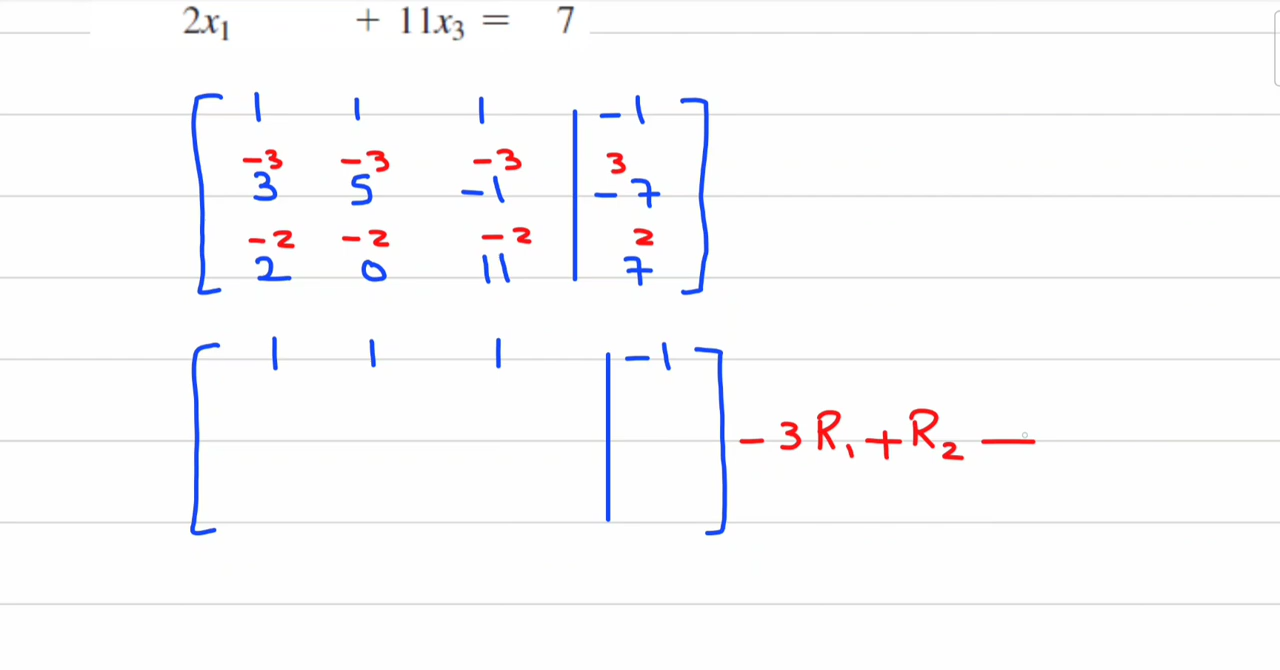 2x₁ + 11x₃ = 7
1 1 1 | -1
-3 -3 -3 3
3 5 -1 | -7
-2 -2 -2 2
2 0 11 | 7
1 1 1 | -1
-3R₁ + R₂ —